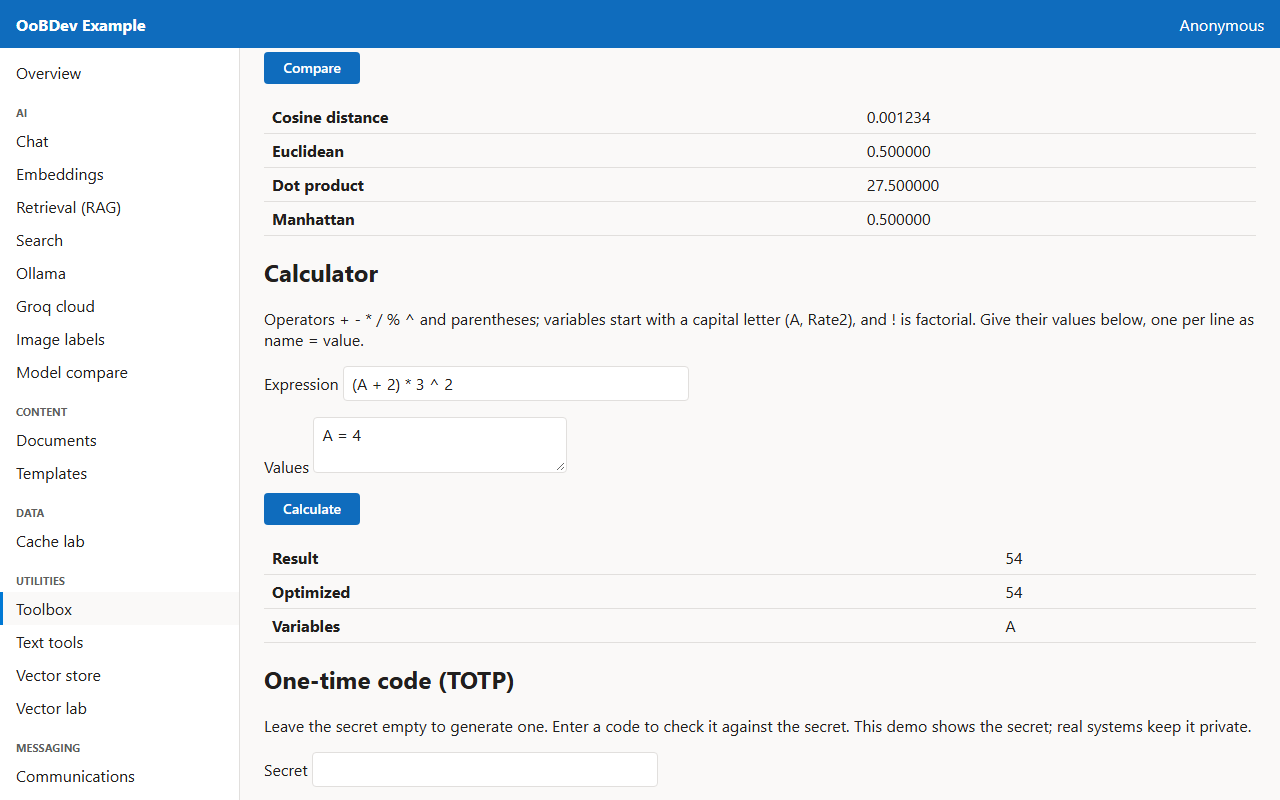 OoBDev Example
Anonymous
Overview
AI
Chat
Embeddings
Retrieval (RAG)
Search
Ollama
Groq cloud
Image labels
Model compare
CONTENT
Documents
Templates
DATA
Cache lab
UTILITIES
Toolbox
Text tools
Vector store
Vector lab
MESSAGING
Communications
Compare
Cosine distance 0.001234
Euclidean 0.500000
Dot product 27.500000
Manhattan 0.500000
Calculator
Operators + - * / % ^ and parentheses; variables start with a capital letter (A, Rate2), and ! is factorial. Give their values below, one per line as
name = value.
Expression (A + 2) * 3 ^ 2
Values A = 4
Calculate
Result 54
Optimized 54
Variables A
One-time code (TOTP)
Leave the secret empty to generate one. Enter a code to check it against the secret. This demo shows the secret; real systems keep it private.
Secret